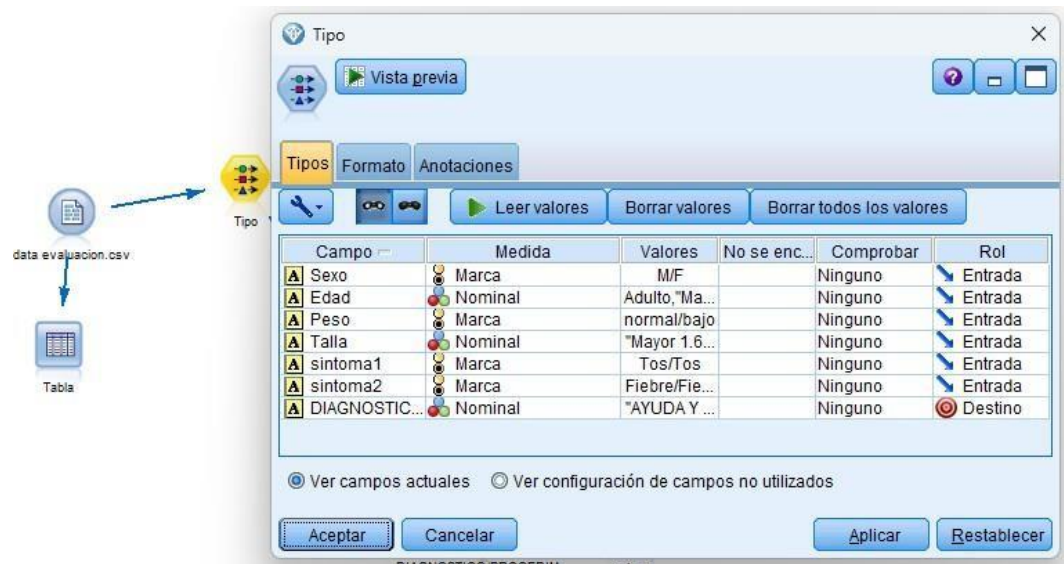 Tipo
Vista previa
Tipos Formato Anotaciones
Leer valores Borrar valores Borrar todos los valores
Campo Medida Valores No se enc... Comprobar Rol
Sexo Marca M/F Ninguno Entrada
Edad Nominal Adulto,"Ma... Ninguno Entrada
Peso Marca normal/bajo Ninguno Entrada
Talla Nominal "Mayor 1.6... Ninguno Entrada
sintoma1 Marca Tos/Tos Ninguno Entrada
sintoma2 Marca Fiebre/Fie... Ninguno Entrada
DIAGNOSTIC... Nominal "AYUDA Y ... Ninguno Destino
Ver campos actuales Ver configuración de campos no utilizados
Aceptar Cancelar Aplicar Restablecer
Tipo
data evaluacion.csv
Tabla